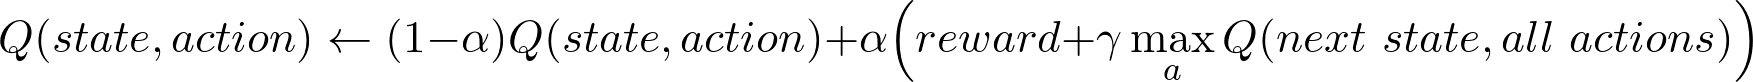 Q(state, action) ← (1−α)Q(state, action)+α(reward+γ max_a Q(next state, all actions))